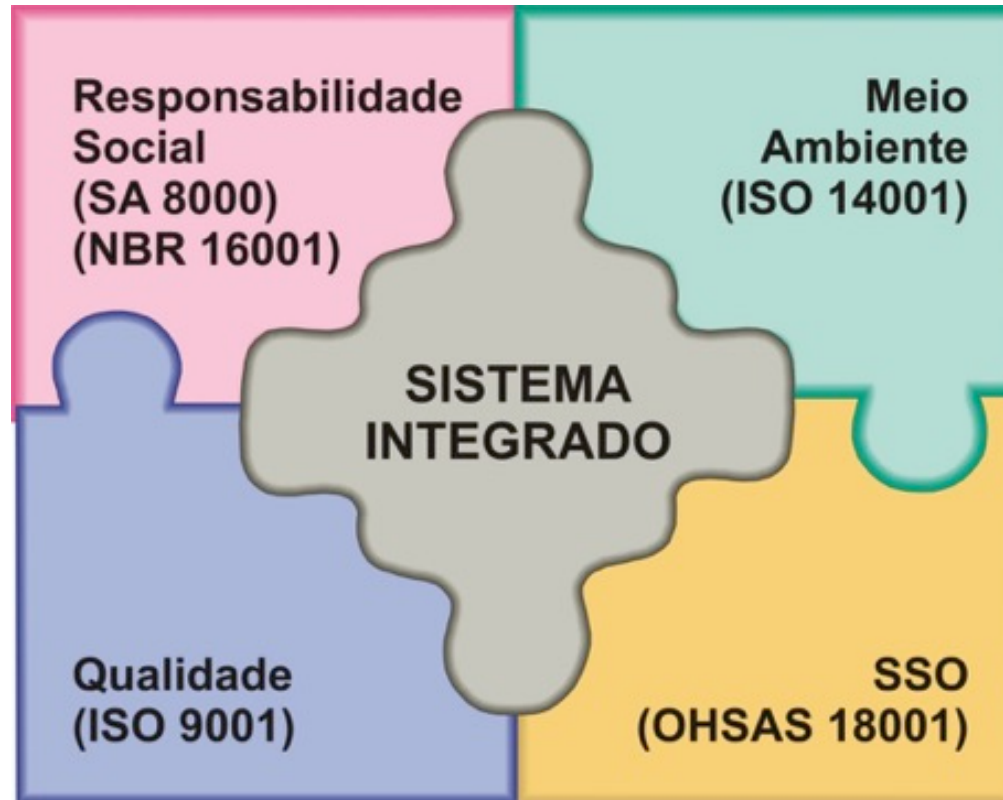 Responsabilidade
Social
(SA 8000)
(NBR 16001)
Meio
Ambiente
(ISO 14001)
SISTEMA
INTEGRADO
Qualidade
(ISO 9001)
SSO
(OHSAS 18001)